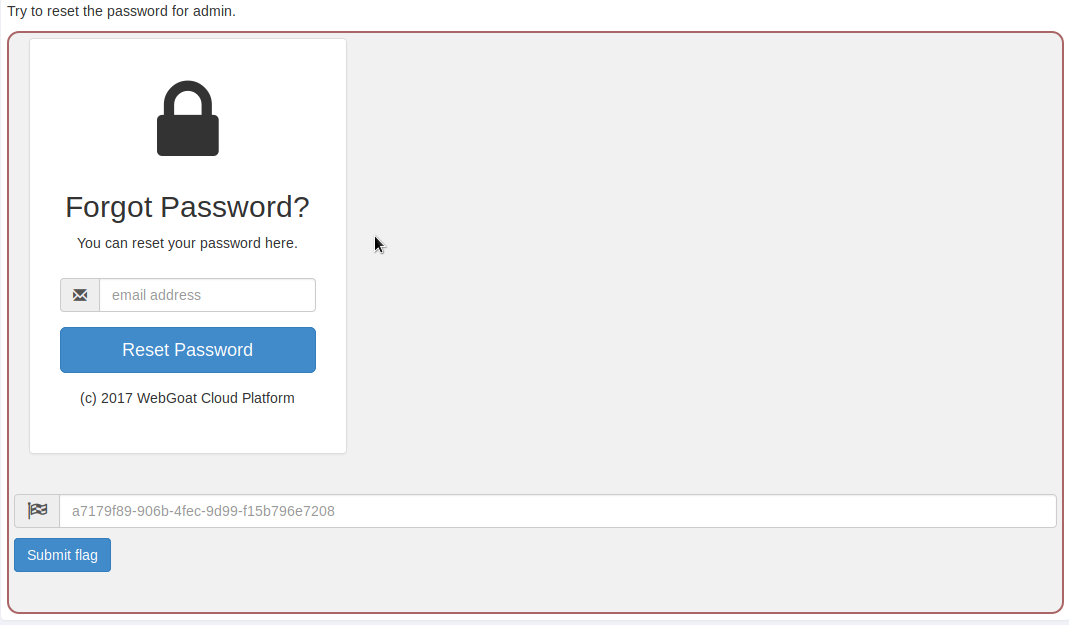 Try to reset the password for admin.
Forgot Password?
You can reset your password here.
email address
Reset Password
(c) 2017 WebGoat Cloud Platform
a7179f89-906b-4fec-9d99-f15b796e7208
Submit flag